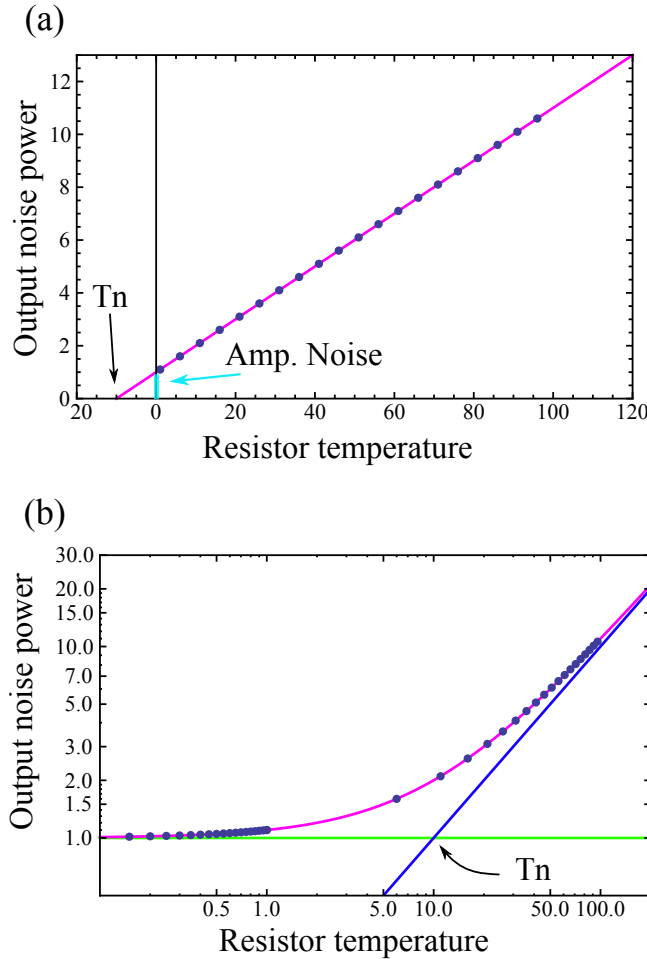 (a)
Output noise power
12
10
8
6
4
2
0
Tn
Amp. Noise
20 0 20 40 60 80 100 120
Resistor temperature
(b)
Output noise power
30.0
20.0
15.0
10.0
7.0
5.0
3.0
2.0
1.5
1.0
Tn
0.5 1.0 5.0 10.0 50.0 100.0
Resistor temperature